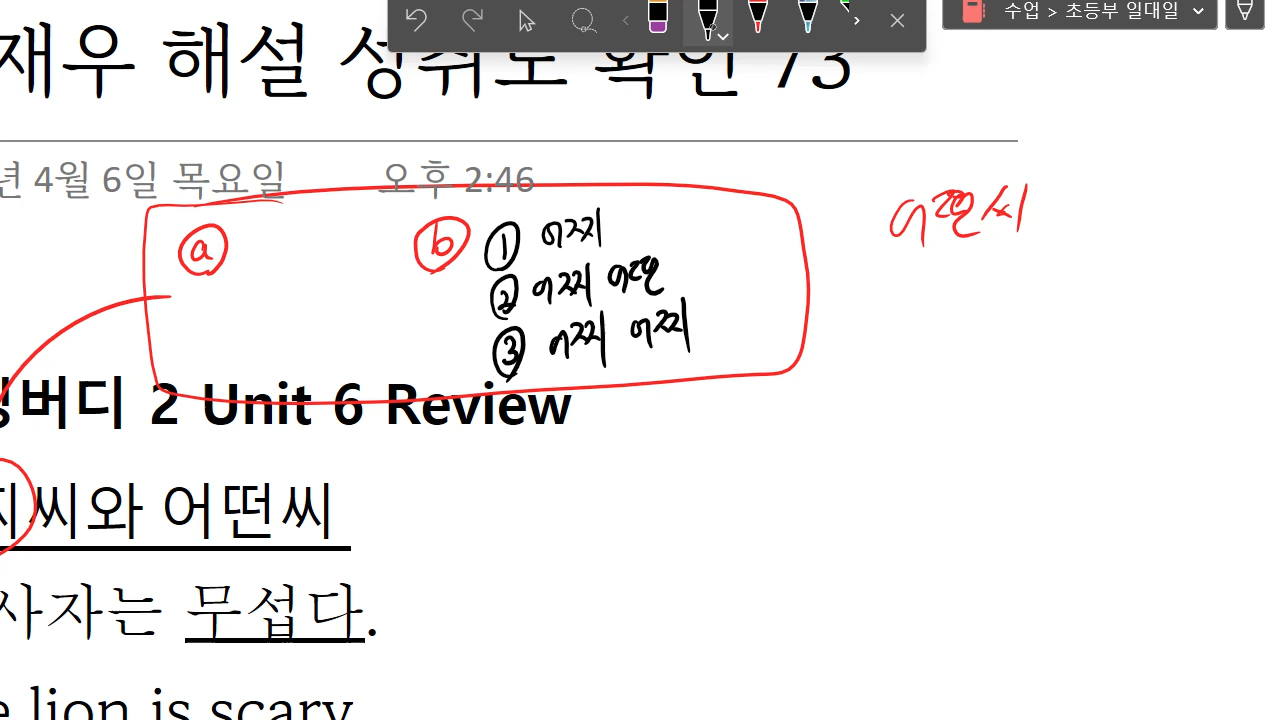 수업 > 초등부 일대일
재우 해설 성취도 확인 73
년 4월 6일 목요일 오후 2:46
어떤씨
ⓐ ⓑ ① 어찌
② 어찌 어떤
③ 어찌 어찌
버디 2 Unit 6 Review
씨와 어떤씨
사자는 무섭다.
lion is scary